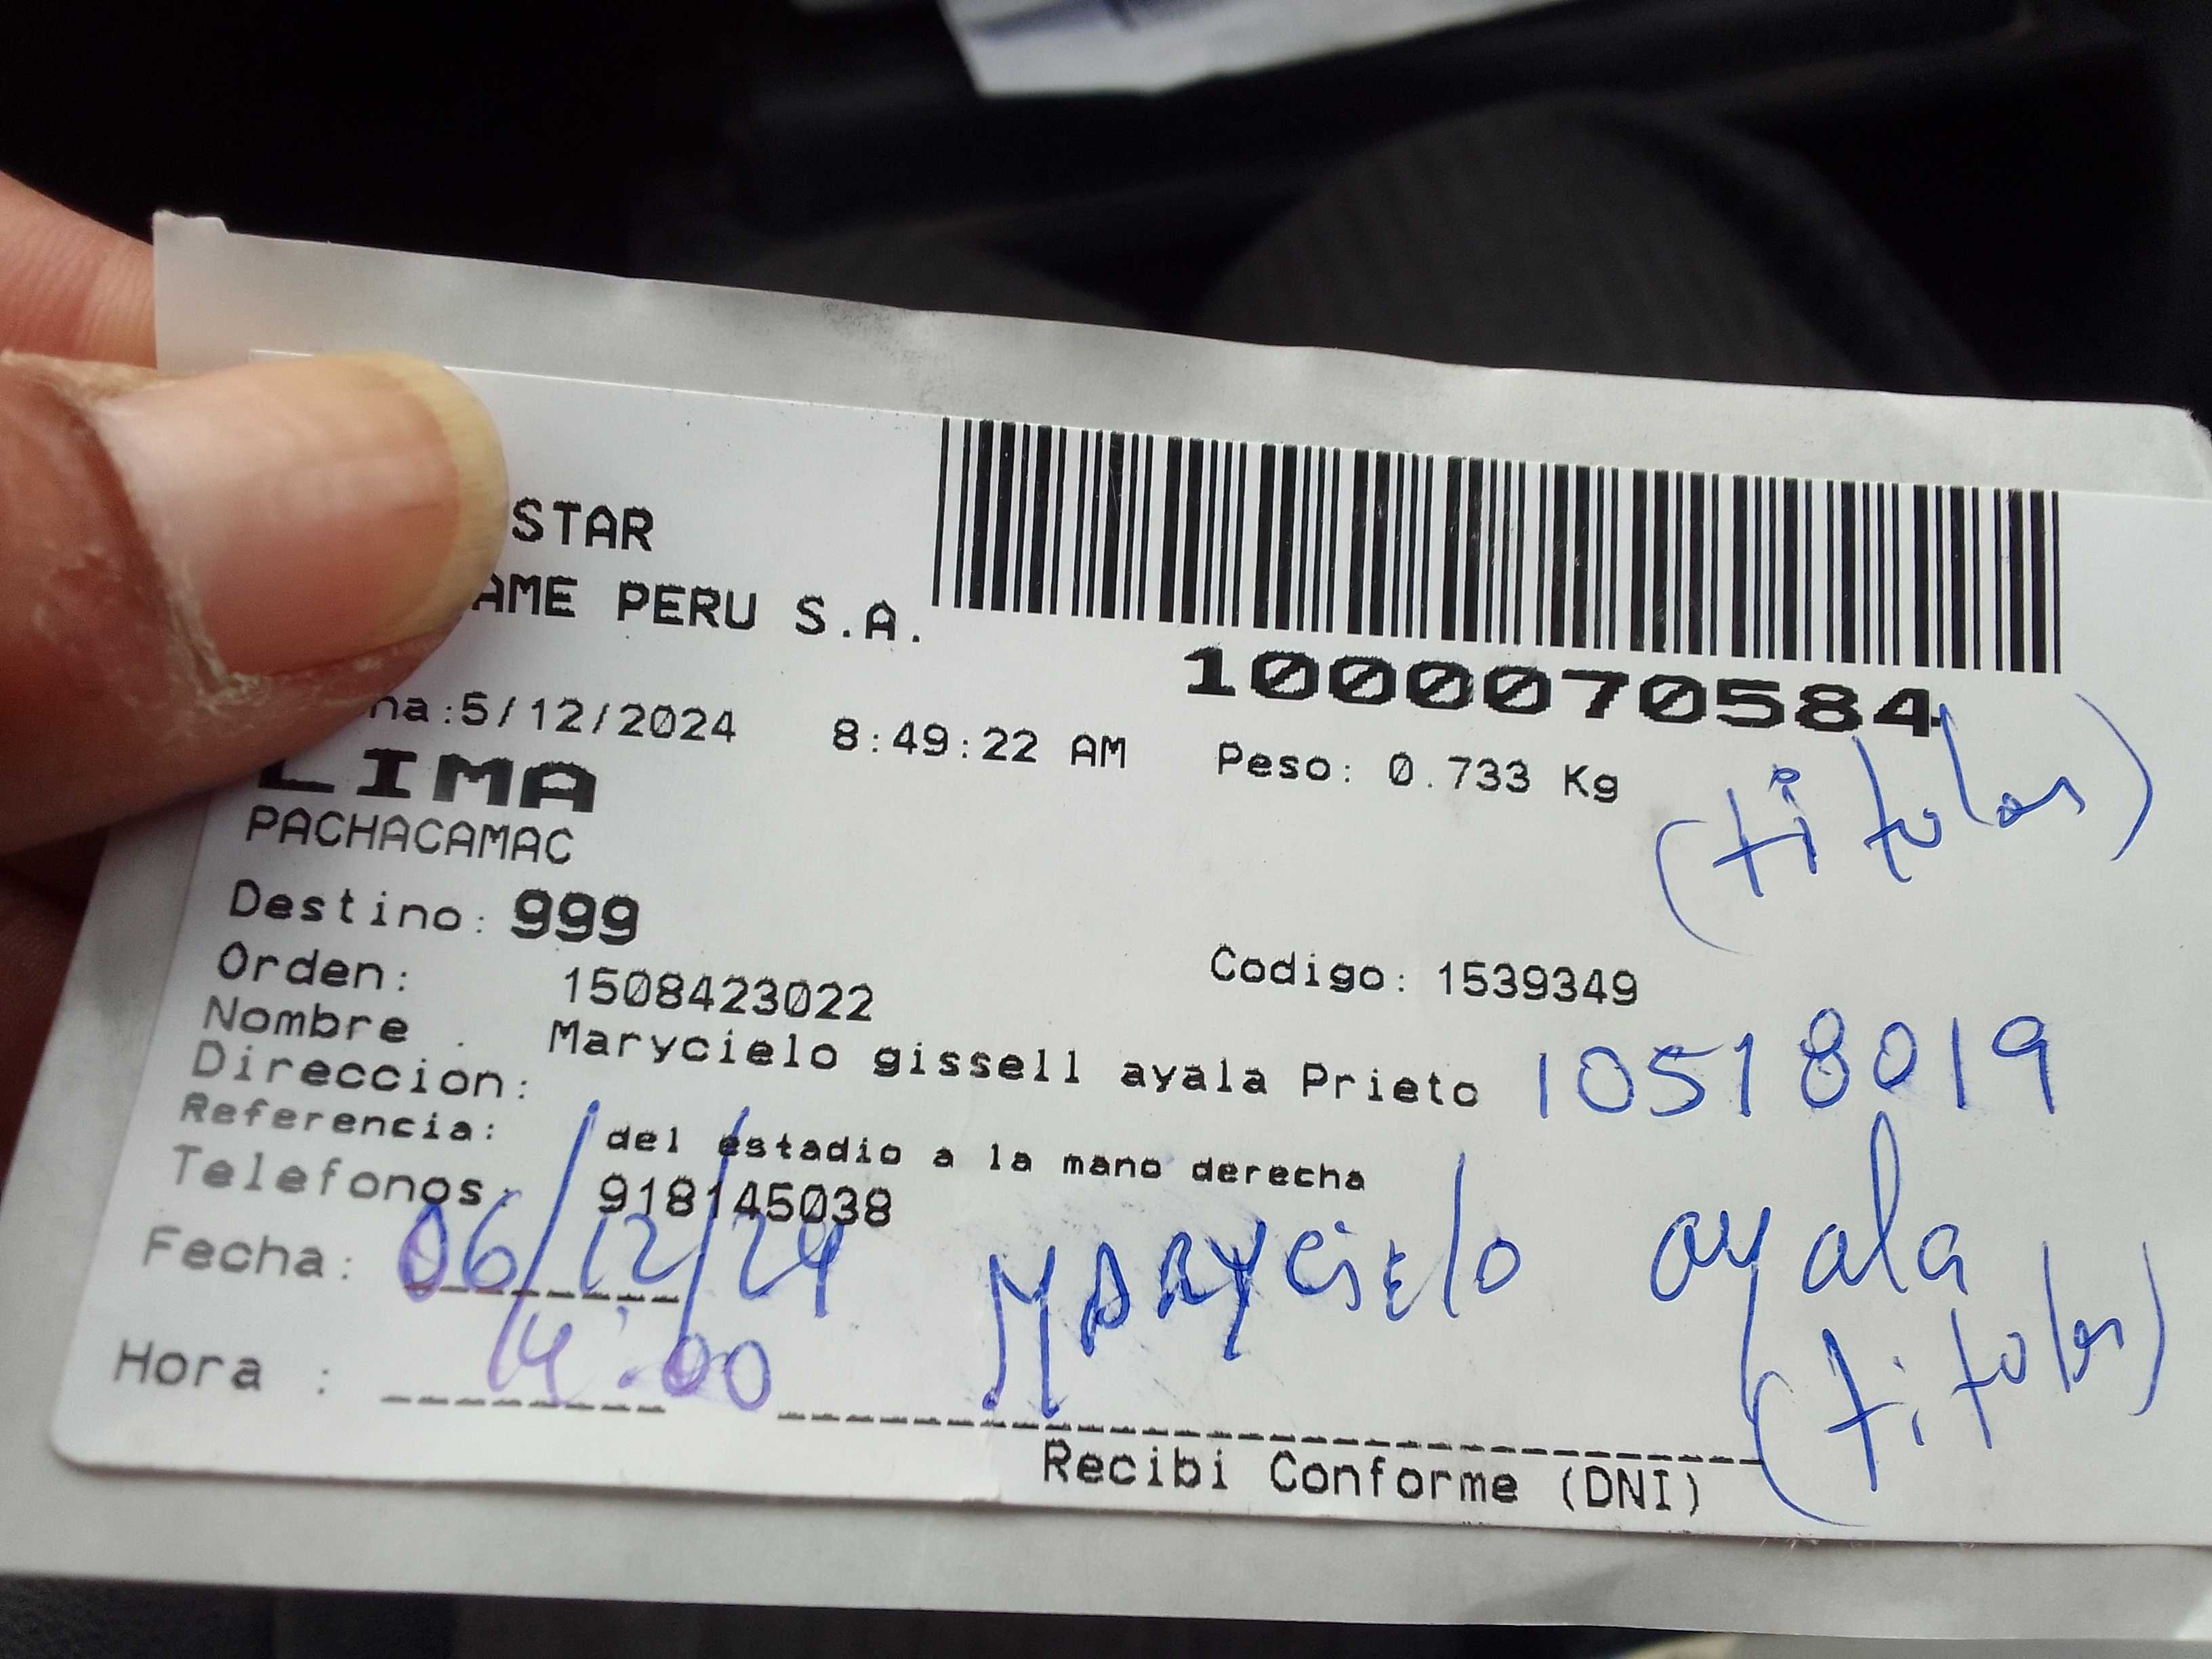 STAR
AME PERU S.A.
1000070584
ha:5/12/2024 8:49:22 AM Peso: 0.733 Kg
LIMA
(titular)
PACHACAMAC
Destino: 999
Orden: 1508423022 Codigo: 1539349
Nombre : Marycielo gissell ayala Prieto 10518019
Direccion:
Referencia: del estadio a la mano derecha
Telefonos: 918145038
Fecha: 06/12/24 MARYCiElo ayala
Hora : 14:00 (titular)
Recibi Conforme (DNI)